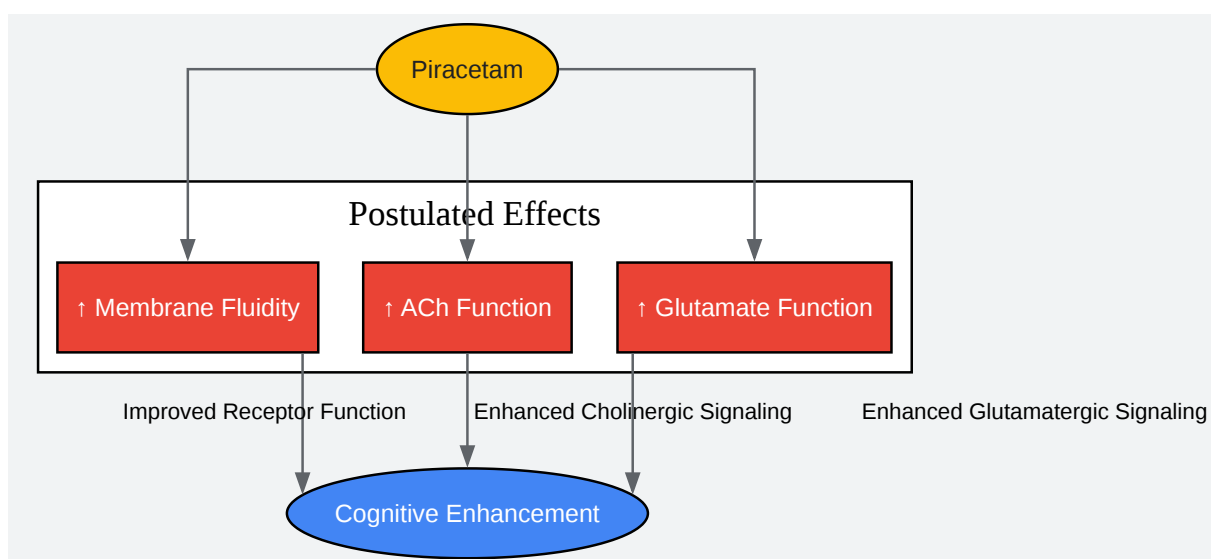 Piracetam
Postulated Effects
↑ Membrane Fluidity
↑ ACh Function
↑ Glutamate Function
Improved Receptor Function
Enhanced Cholinergic Signaling
Enhanced Glutamatergic Signaling
Cognitive Enhancement